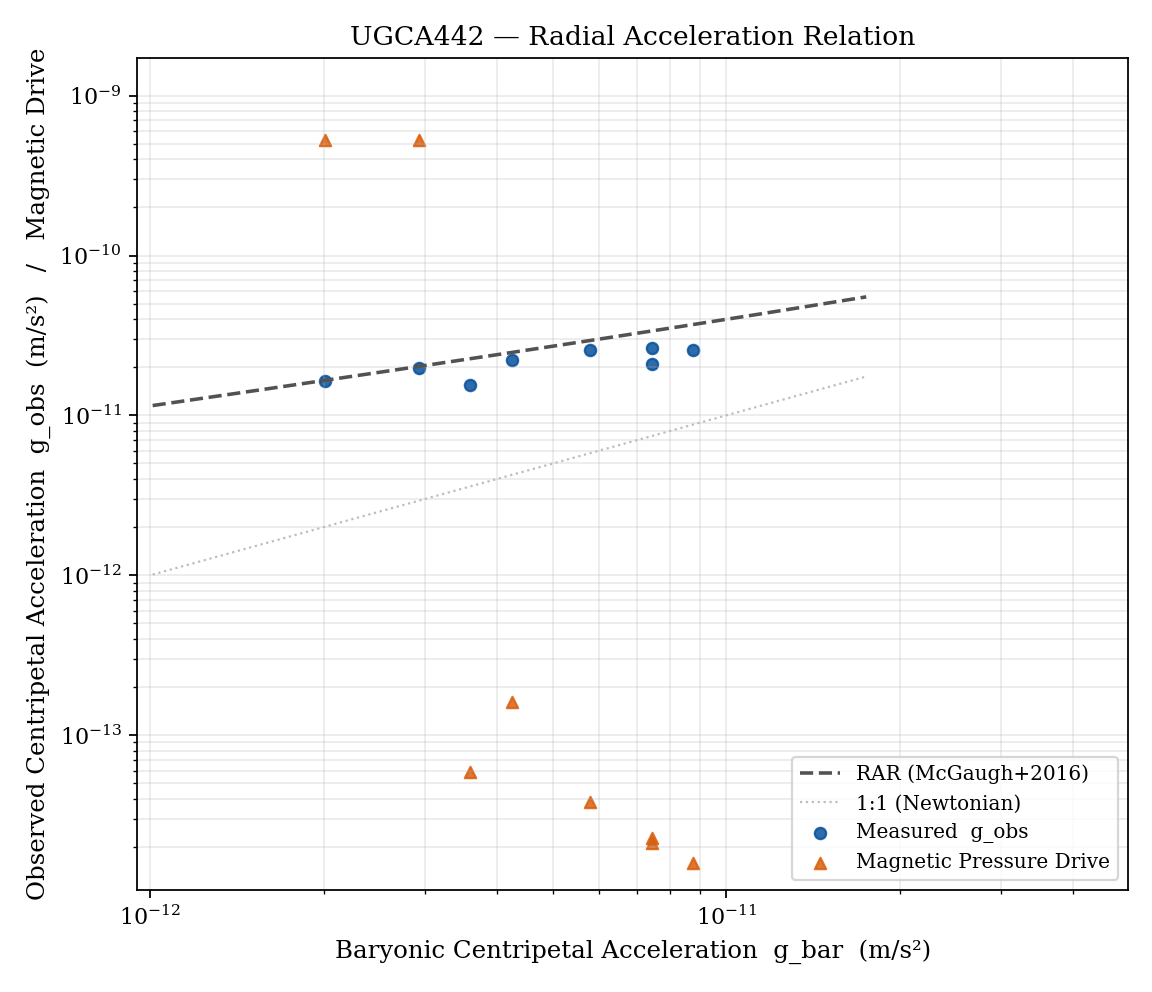 UGCA442 — Radial Acceleration Relation
Observed Centripetal Acceleration  g_obs  (m/s²)   /   Magnetic Drive
10⁻⁹
10⁻¹⁰
10⁻¹¹
10⁻¹²
10⁻¹³
RAR (McGaugh+2016)
1:1 (Newtonian)
Measured  g_obs
Magnetic Pressure Drive
10⁻¹²
10⁻¹¹
Baryonic Centripetal Acceleration  g_bar  (m/s²)